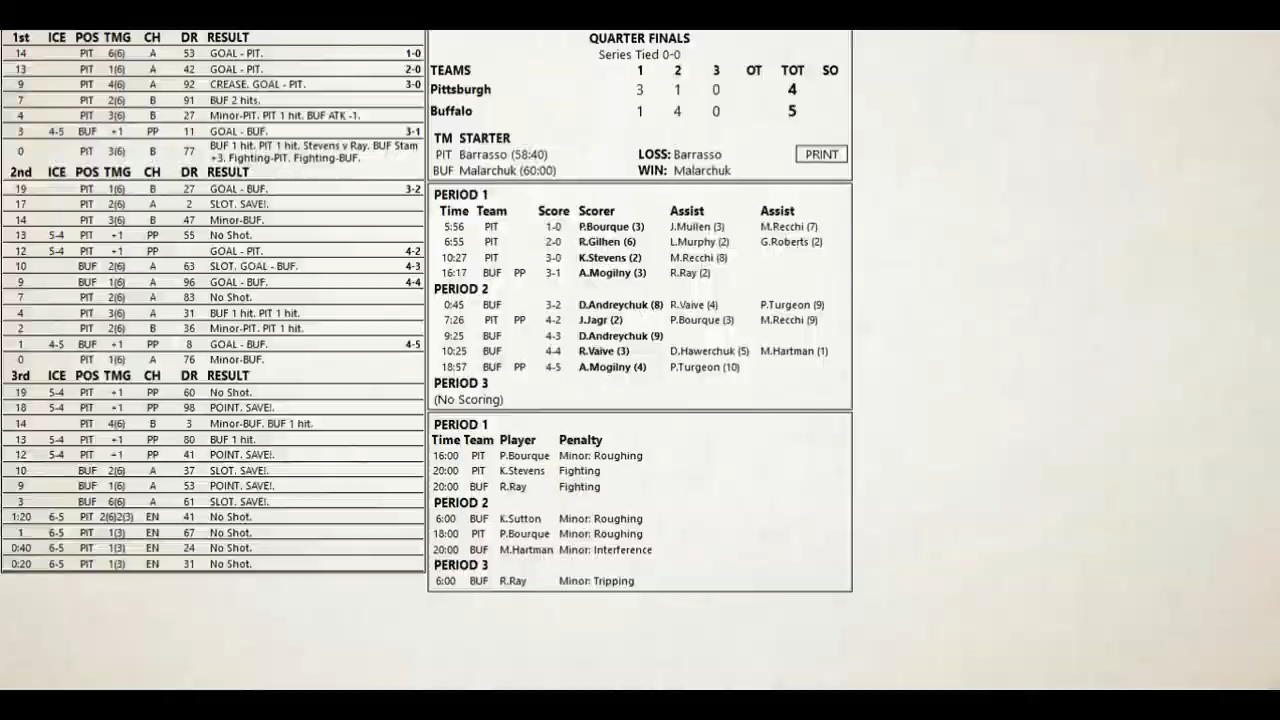 1st ICE POS TMG CH DR RESULT
14 PIT 6(6) A 53 GOAL - PIT. 1-0
13 PIT 1(6) A 42 GOAL - PIT. 2-0
9 PIT 4(6) A 92 CREASE. GOAL - PIT. 3-0
7 PIT 2(6) B 91 BUF 2 hits.
4 PIT 3(6) B 27 Minor-PIT. PIT 1 hit. BUF ATK -1.
3 4-5 BUF +1 PP 11 GOAL - BUF. 3-1
0 PIT 3(6) B 77 BUF 1 hit. PIT 1 hit. Stevens v Ray. BUF Stam
+3. Fighting-PIT. Fighting-BUF.
2nd ICE POS TMG CH DR RESULT
19 PIT 1(6) B 27 GOAL - BUF. 3-2
17 PIT 2(6) A 2 SLOT. SAVE!.
14 PIT 3(6) B 47 Minor-BUF.
13 5-4 PIT +1 PP 55 No Shot.
12 5-4 PIT +1 PP GOAL - PIT. 4-2
10 BUF 2(6) A 63 SLOT. GOAL - BUF. 4-3
9 BUF 1(6) A 96 GOAL - BUF. 4-4
7 PIT 2(6) A 83 No Shot.
4 PIT 3(6) A 31 BUF 1 hit. PIT 1 hit.
2 PIT 2(6) B 36 Minor-PIT. PIT 1 hit.
1 4-5 BUF +1 PP 8 GOAL - BUF. 4-5
0 PIT 1(6) A 76 Minor-BUF.
3rd ICE POS TMG CH DR RESULT
19 5-4 PIT +1 PP 60 No Shot.
18 5-4 PIT +1 PP 98 POINT. SAVE!.
14 PIT 4(6) B 3 Minor-BUF. BUF 1 hit.
13 5-4 PIT +1 PP 80 BUF 1 hit.
12 5-4 PIT +1 PP 41 POINT. SAVE!.
10 BUF 2(6) A 37 SLOT. SAVE!.
9 BUF 1(6) A 53 POINT. SAVE!.
3 BUF 6(6) A 61 SLOT. SAVE!.
1:20 6-5 PIT 2(6)2(3) EN 41 No Shot.
1 6-5 PIT 1(3) EN 67 No Shot.
0:40 6-5 PIT 1(3) EN 24 No Shot.
0:20 6-5 PIT 1(3) EN 31 No Shot.
QUARTER FINALS
Series Tied 0-0
TEAMS 1 2 3 OT TOT SO
Pittsburgh 3 1 0 4
Buffalo 1 4 0 5
TM STARTER
PIT Barrasso (58:40) LOSS: Barrasso PRINT
BUF Malarchuk (60:00) WIN: Malarchuk
PERIOD 1
Time Team Score Scorer Assist Assist
5:56 PIT 1-0 P.Bourque (3) J.Mullen (3) M.Recchi (7)
6:55 PIT 2-0 R.Gilhen (6) L.Murphy (2) G.Roberts (2)
10:27 PIT 3-0 K.Stevens (2) M.Recchi (8)
16:17 BUF PP 3-1 A.Mogilny (3) R.Ray (2)
PERIOD 2
0:45 BUF 3-2 D.Andreychuk (8) R.Vaive (4) P.Turgeon (9)
7:26 PIT PP 4-2 J.Jagr (2) P.Bourque (3) M.Recchi (9)
9:25 BUF 4-3 D.Andreychuk (9)
10:25 BUF 4-4 R.Vaive (3) D.Hawerchuk (5) M.Hartman (1)
18:57 BUF PP 4-5 A.Mogilny (4) P.Turgeon (10)
PERIOD 3
(No Scoring)
PERIOD 1
Time Team Player Penalty
16:00 PIT P.Bourque Minor: Roughing
20:00 PIT K.Stevens Fighting
20:00 BUF R.Ray Fighting
PERIOD 2
6:00 BUF K.Sutton Minor: Roughing
18:00 PIT P.Bourque Minor: Roughing
20:00 BUF M.Hartman Minor: Interference
PERIOD 3
6:00 BUF R.Ray Minor: Tripping